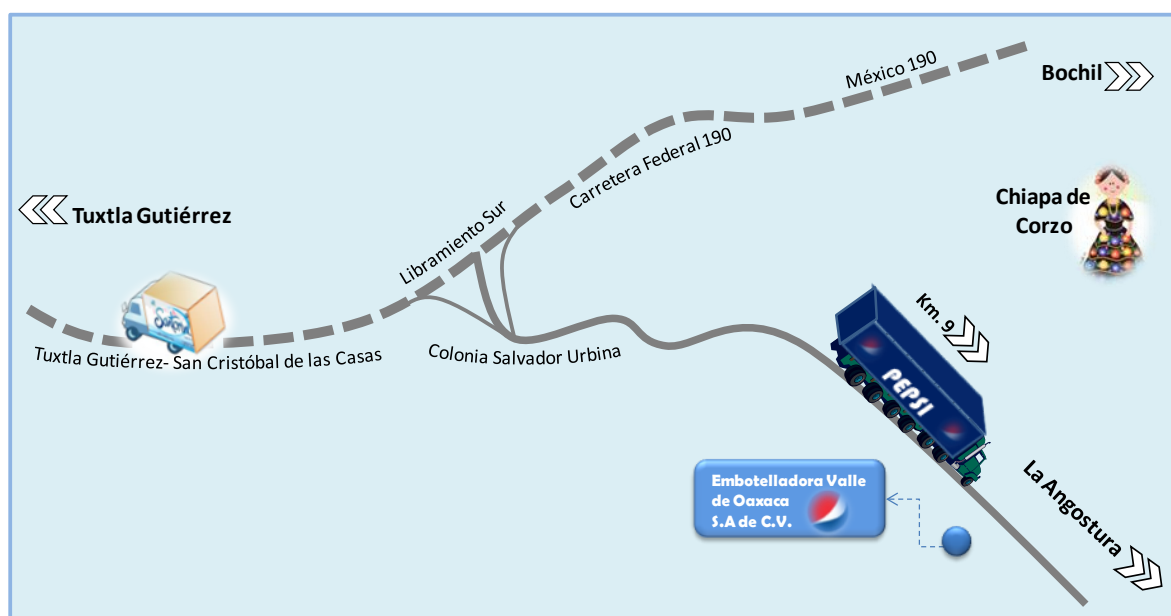 México 190
Bochil
Carretera Federal 190
Chiapa de
Corzo
Tuxtla Gutiérrez
Libramiento Sur
Km. 9
Tuxtla Gutiérrez- San Cristóbal de las Casas
Colonia Salvador Urbina
PEPSI
Embotelladora Valle
de Oaxaca
S.A de C.V.
La Angostura